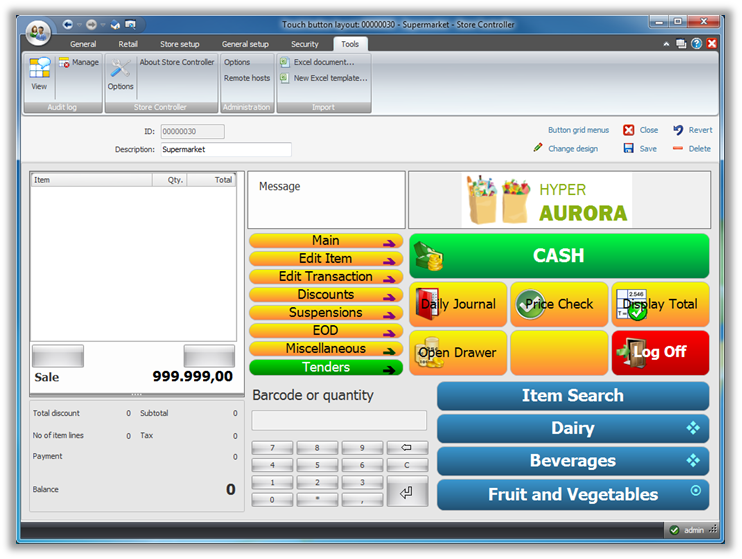 Touch button layout: 00000030 - Supermarket - Store Controller
General Retail Store setup General setup Security Tools
View
Manage
Audit log
Options
About Store Controller
Store Controller
Options
Remote hosts
Administration
Excel document...
New Excel template...
Import
ID: 00000030
Description: Supermarket
Button grid menus Close Revert
Change design Save Delete
Item Qty. Total
Sale 999.999,00
Total discount 0 Subtotal 0
No of item lines 0 Tax 0
Payment 0
Balance 0
Message
HYPER
AURORA
Main
Edit Item
Edit Transaction
Discounts
Suspensions
EOD
Miscellaneous
Tenders
CASH
Daily Journal Price Check Display Total
2.546
T =
Open Drawer Log Off
Barcode or quantity
7 8 9
4 5 6 C
1 2 3
0 * ,
Item Search
Dairy
Beverages
Fruit and Vegetables
admin